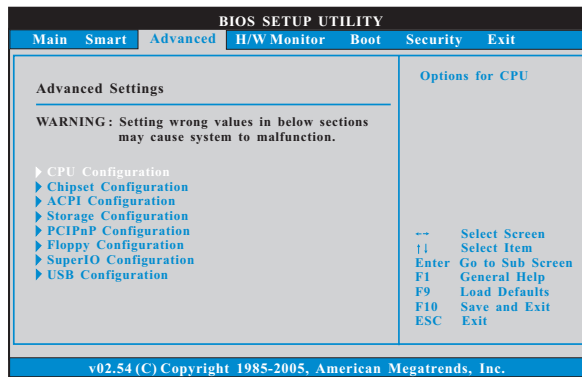 BIOS SETUP UTILITY
Main Smart Advanced H/W Monitor Boot Security Exit
Advanced Settings
WARNING : Setting wrong values in below sections
may cause system to malfunction.
CPU Configuration
Chipset Configuration
ACPI Configuration
Storage Configuration
PCIPnP Configuration
Floppy Configuration
SuperIO Configuration
USB Configuration
Options for CPU
←→ Select Screen
↑↓ Select Item
Enter Go to Sub Screen
F1 General Help
F9 Load Defaults
F10 Save and Exit
ESC Exit
v02.54 (C) Copyright 1985-2005, American Megatrends, Inc.